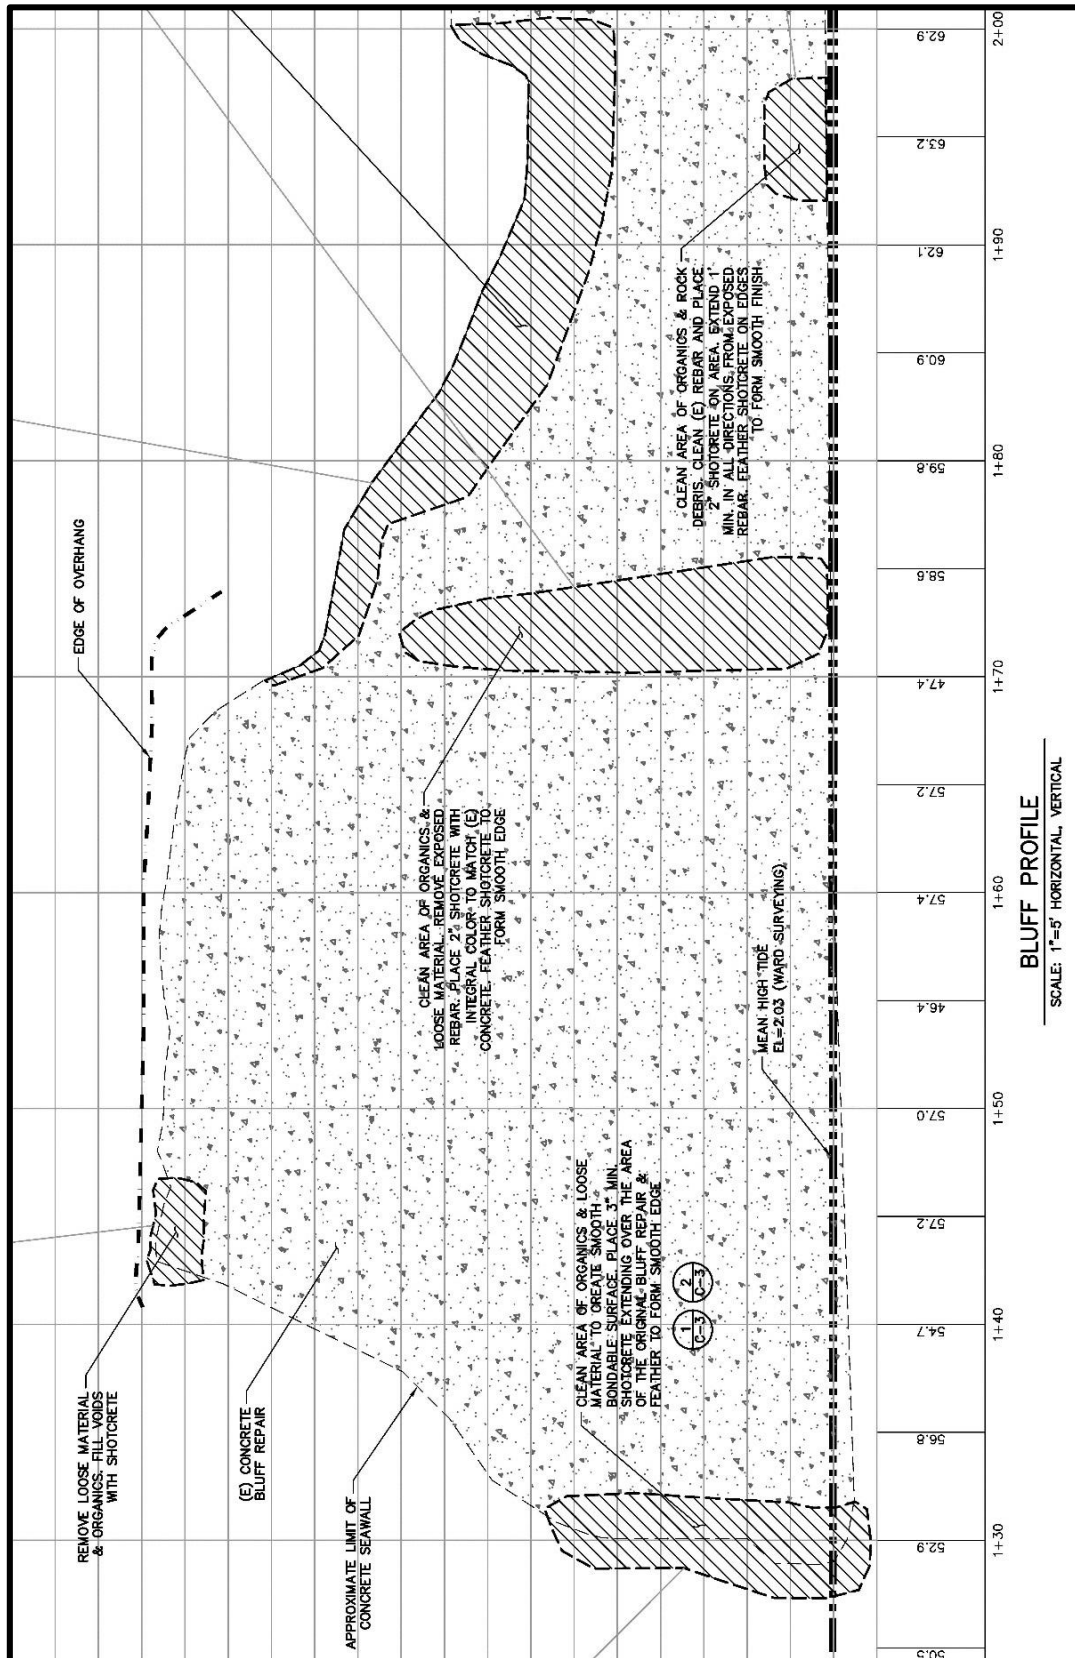 EDGE OF OVERHANG
REMOVE LOOSE MATERIAL
& ORGANICS. FILL VOIDS
WITH SHOTCRETE
(E) CONCRETE
BLUFF REPAIR
APPROXIMATE LIMIT OF
CONCRETE SEAWALL
CLEAN AREA OF ORGANICS &
LOOSE MATERIAL. REMOVE EXPOSED
REBAR. PLACE 2" SHOTCRETE WITH
INTEGRAL COLOR TO MATCH (E)
CONCRETE. FEATHER SHOTCRETE TO
FORM SMOOTH EDGE
CLEAN AREA OF ORGANICS & LOOSE
MATERIAL TO CREATE SMOOTH
BONDABLE SURFACE. PLACE 3" MIN.
SHOTCRETE EXTENDING OVER THE AREA
OF THE ORIGINAL BLUFF REPAIR &
FEATHER TO FORM SMOOTH EDGE
1
C-3
2
C-3
CLEAN AREA OF ORGANICS & ROCK
DEBRIS. CLEAN (E) REBAR AND PLACE
2" SHOTCRETE ON AREA. EXTEND 1'
MIN. IN ALL DIRECTIONS FROM EXPOSED
REBAR. FEATHER SHOTCRETE ON EDGES
TO FORM SMOOTH FINISH
MEAN HIGH TIDE
EL=2.03 (WARD SURVEYING)
50.5 52.9 56.8 54.7 57.2 57.0 46.4 57.4 57.2 47.4 58.6 59.8 60.9 62.1 63.2 62.9
1+30 1+40 1+50 1+60 1+70 1+80 1+90 2+00
BLUFF PROFILE
SCALE: 1"=5' HORIZONTAL, VERTICAL